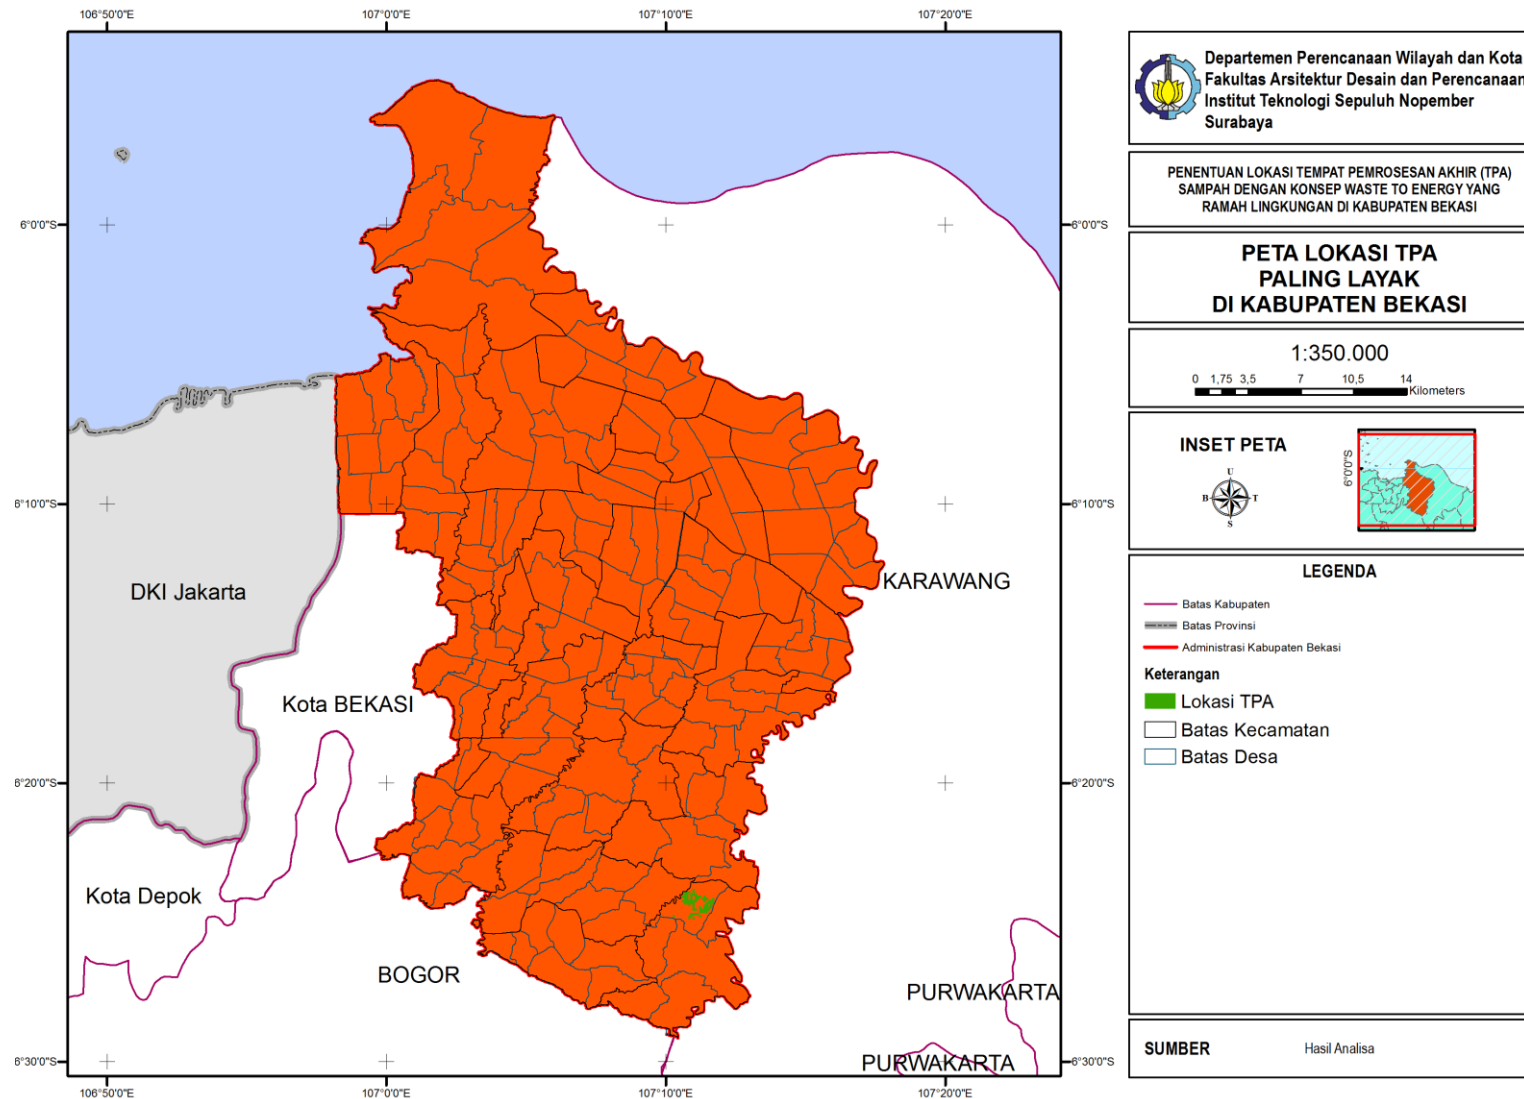 106°50'0"E
107°0'0"E
107°10'0"E
107°20'0"E
6°0'0"S
6°0'0"S
6°10'0"S
6°10'0"S
6°20'0"S
6°20'0"S
6°30'0"S
6°30'0"S
106°50'0"E
107°0'0"E
107°10'0"E
107°20'0"E
DKI Jakarta
KARAWANG
Kota BEKASI
Kota Depok
BOGOR
PURWAKARTA
PURWAKARTA
Departemen Perencanaan Wilayah dan Kota
Fakultas Arsitektur Desain dan Perencanaan
Institut Teknologi Sepuluh Nopember
Surabaya
PENENTUAN LOKASI TEMPAT PEMROSESAN AKHIR (TPA)
SAMPAH DENGAN KONSEP WASTE TO ENERGY YANG
RAMAH LINGKUNGAN DI KABUPATEN BEKASI
PETA LOKASI TPA
PALING LAYAK
DI KABUPATEN BEKASI
1:350.000
0 1,75 3,5 7 10,5 14
Kilometers
INSET PETA
U
B T
S
6°0'0"S
LEGENDA
Batas Kabupaten
Batas Provinsi
Administrasi Kabupaten Bekasi
Keterangan
Lokasi TPA
Batas Kecamatan
Batas Desa
SUMBER
Hasil Analisa